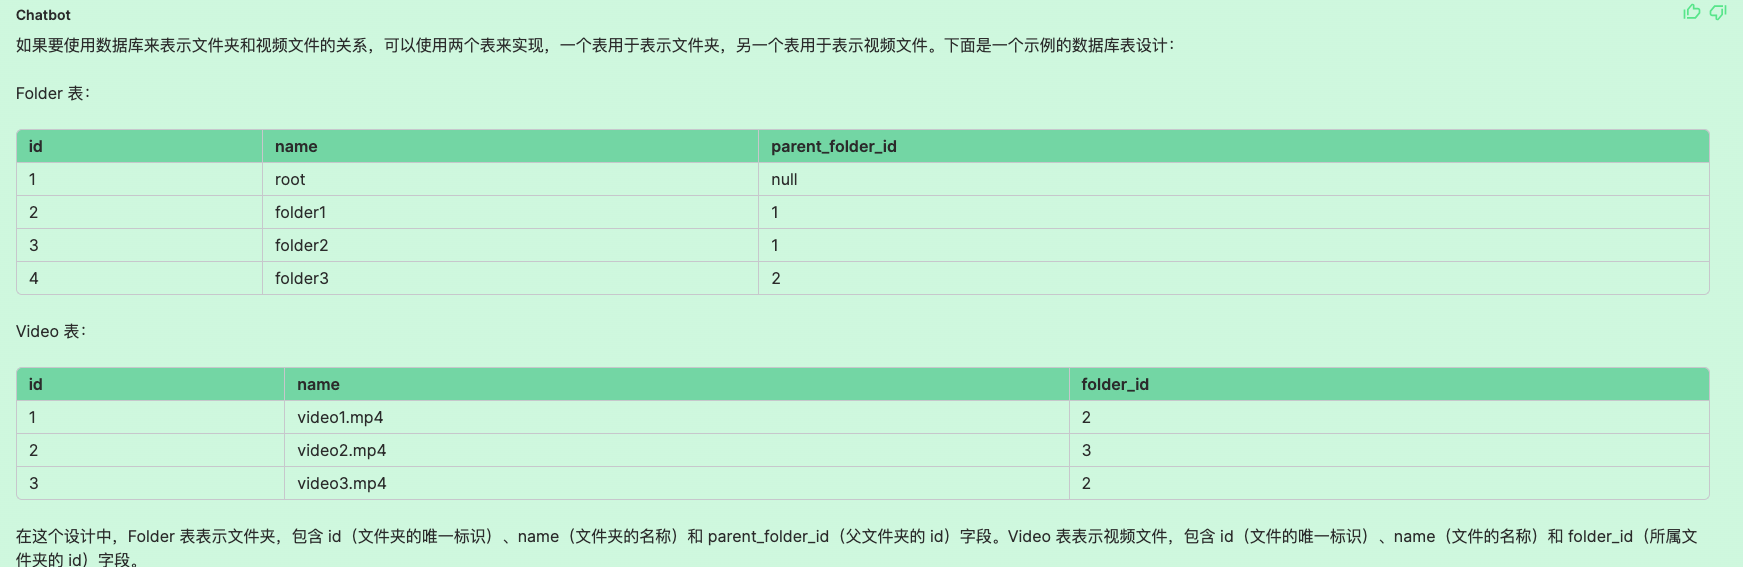 Chatbot
如果要使用数据库来表示文件夹和视频文件的关系，可以使用两个表来实现，一个表用于表示文件夹，另一个表用于表示视频文件。下面是一个示例的数据库表设计：
Folder 表：
id name parent_folder_id
1 root null
2 folder1 1
3 folder2 1
4 folder3 2
Video 表：
id name folder_id
1 video1.mp4 2
2 video2.mp4 3
3 video3.mp4 2
在这个设计中，Folder 表表示文件夹，包含 id（文件夹的唯一标识）、name（文件夹的名称）和 parent_folder_id（父文件夹的 id）字段。Video 表表示视频文件，包含 id（文件的唯一标识）、name（文件的名称）和 folder_id（所属文
件夹的 id）字段。